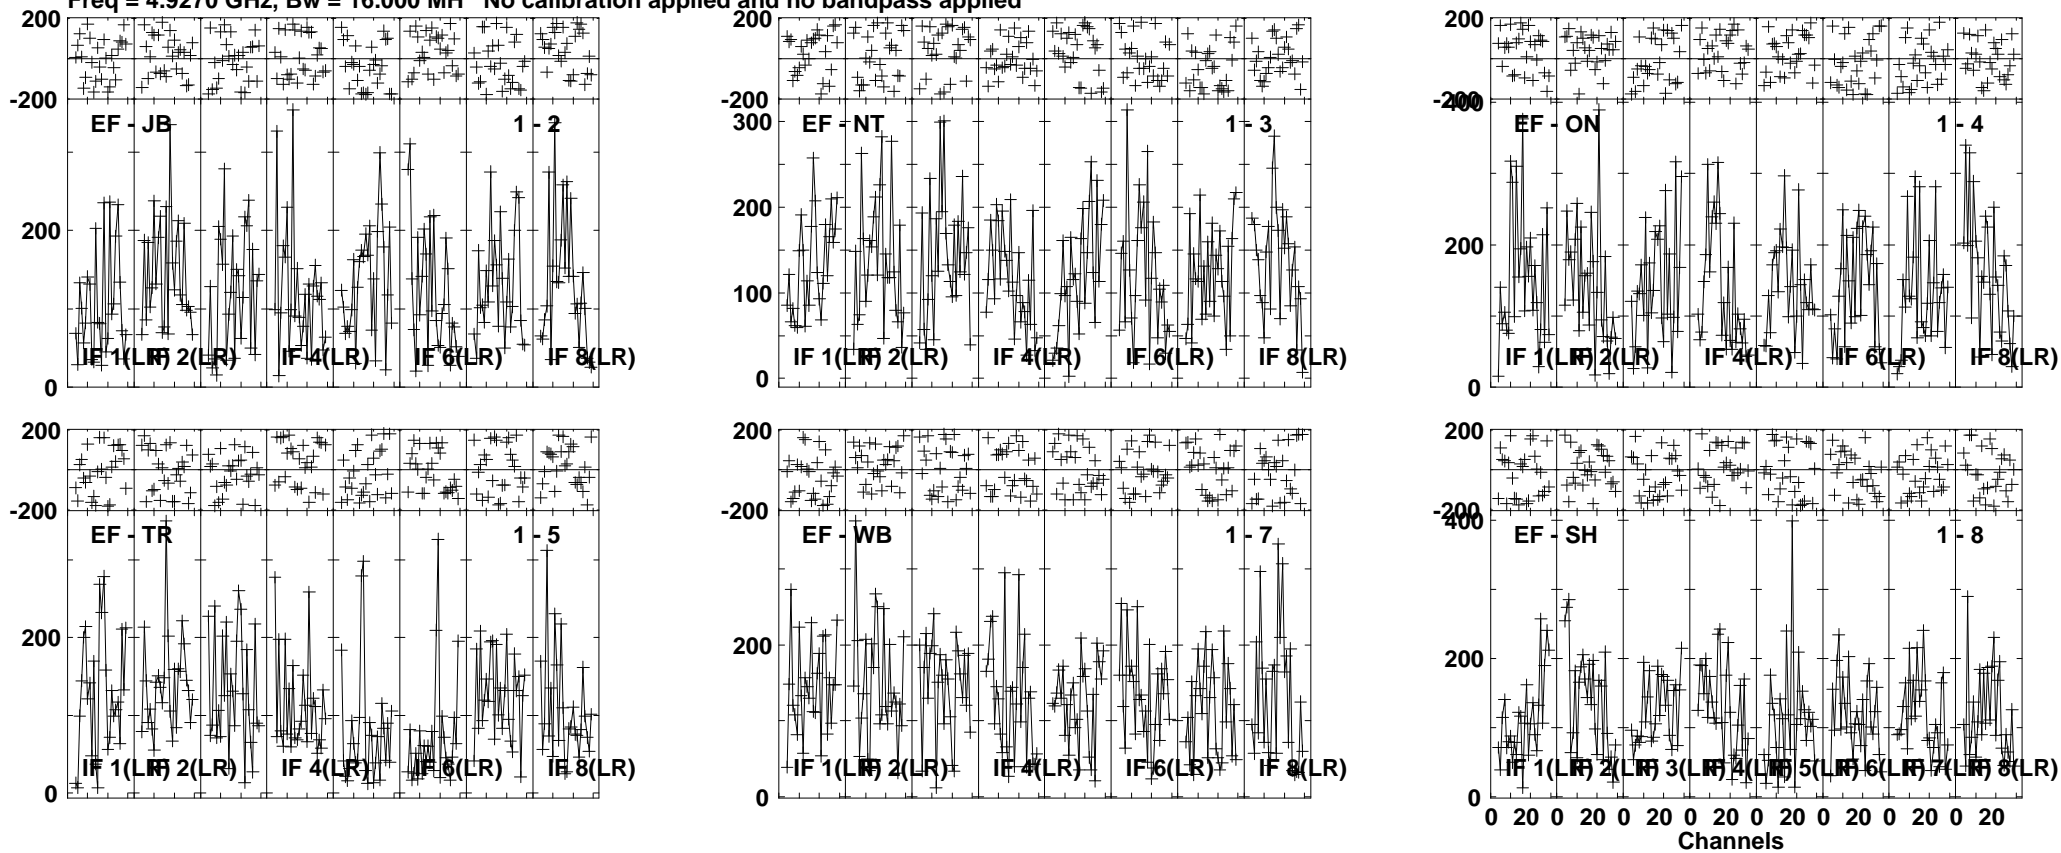 Freq = 4.9270 GHz, Bw = 16.000 MH No calibration applied and no bandpass applied
200
-200
EF - JB 1 - 2
200
0
IF 1(LR) IF 2(LR) IF 4(LR) IF 6(LR) IF 8(LR)
200
-200
EF - NT 1 - 3
300
200
100
0
IF 1(LR) IF 2(LR) IF 4(LR) IF 6(LR) IF 8(LR)
200
-200
400
EF - ON 1 - 4
200
0
IF 1(LR) IF 2(LR) IF 4(LR) IF 6(LR) IF 8(LR)
200
-200
EF - TR 1 - 5
200
0
IF 1(LR) IF 2(LR) IF 4(LR) IF 6(LR) IF 8(LR)
200
-200
EF - WB 1 - 7
200
0
IF 1(LR) IF 2(LR) IF 4(LR) IF 6(LR) IF 8(LR)
200
-200
400
EF - SH 1 - 8
200
0
IF 1(LR) IF 2(LR) IF 3(LR) IF 4(LR) IF 5(LR) IF 6(LR) IF 7(LR) IF 8(LR)
0 20 0 20 0 20 0 20 0 20 0 20 0 20 0 20
Channels